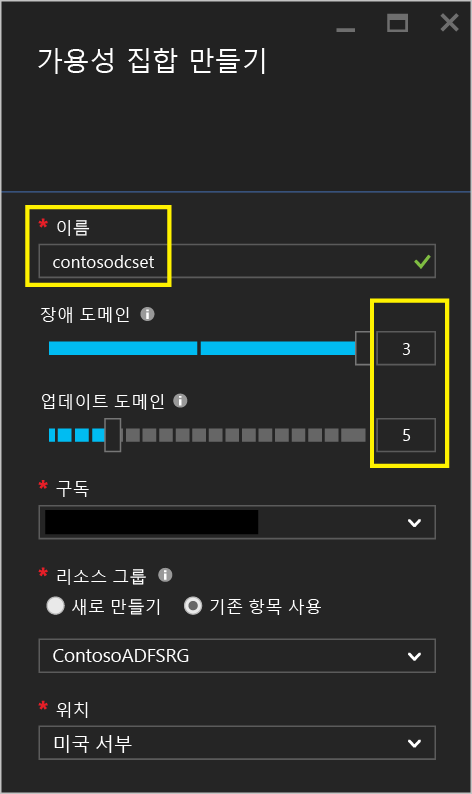 가용성 집합 만들기
* 이름
contosodcset
장애 도메인
3
업데이트 도메인
5
* 구독
* 리소스 그룹
새로 만들기 기존 항목 사용
ContosoADFSRG
* 위치
미국 서부